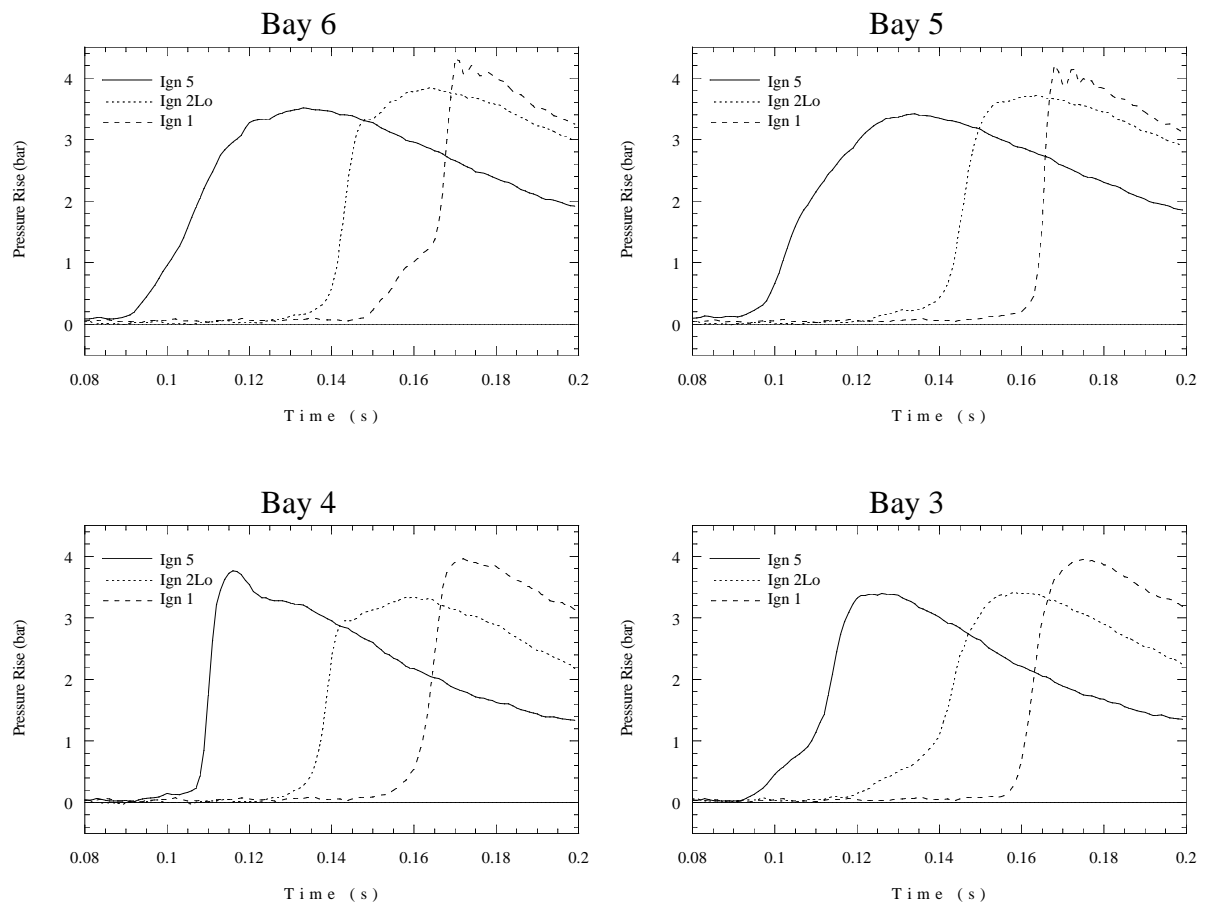 Bay 6
Ign 5
Ign 2Lo
Ign 1
Pressure Rise (bar)
4
3
2
1
0
0.08 0.1 0.12 0.14 0.16 0.18 0.2
Time (s)
Bay 5
Ign 5
Ign 2Lo
Ign 1
Pressure Rise (bar)
4
3
2
1
0
0.08 0.1 0.12 0.14 0.16 0.18 0.2
Time (s)
Bay 4
Ign 5
Ign 2Lo
Ign 1
Pressure Rise (bar)
4
3
2
1
0
0.08 0.1 0.12 0.14 0.16 0.18 0.2
Time (s)
Bay 3
Ign 5
Ign 2Lo
Ign 1
Pressure Rise (bar)
4
3
2
1
0
0.08 0.1 0.12 0.14 0.16 0.18 0.2
Time (s)